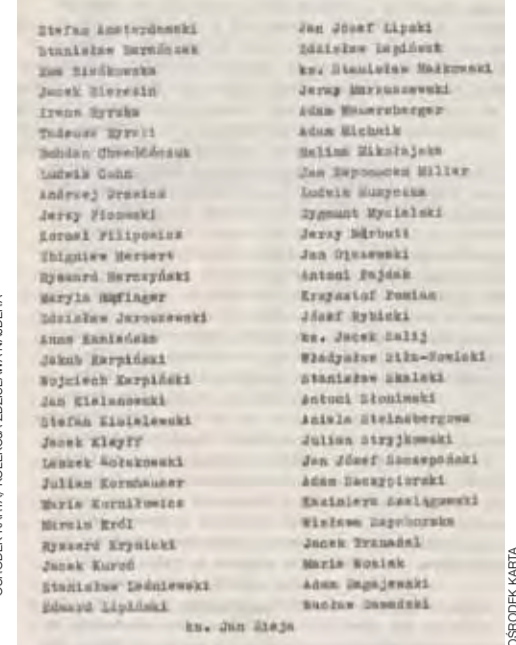 Stefan Amsterdamski
Stanisław Barańczak
Ewa Bieńkowska
Jacek Bierezin
Irena Byrska
Tadeusz Byrski
Bohdan Chwedeńczuk
Ludwik Cohn
Andrzej Drawicz
Jerzy Ficowski
Kornel Filipowicz
Zbigniew Herbert
Ryszard Herczyński
Maryla Hopfinger
Zdzisław Jaroszewski
Anna Kamieńska
Jakub Karpiński
Wojciech Karpiński
Jan Kielanowski
Stefan Kisielewski
Jacek Kleyff
Leszek Kołakowski
Julian Kornhauser
Maria Korniłowicz
Marcin Król
Ryszard Krynicki
Jacek Kuroń
Stanisław Leśniewski
Edward Lipiński
Jan Józef Lipski
Zdzisław Łapiński
ks. Stanisław Małkowski
Jerzy Markuszewski
Adam Mauersberger
Adam Michnik
Halina Mikołajska
Jan Nepomucen Miller
Ludwik Muzyczka
Zygmunt Mycielski
Jerzy Narbutt
Jan Olszewski
Antoni Pajdak
Krzysztof Pomian
Józef Rybicki
ks. Jacek Salij
Władysław Siła-Nowicki
Stanisław Skalski
Antoni Słonimski
Aniela Steinsbergowa
Julian Stryjkowski
Jan Józef Szczepański
Adam Szczypiorski
Kazimierz Szelągowski
Wisława Szymborska
Jacek Trznadel
Maria Wosiek
Adam Zagajewski
Wacław Zawadzki
ks. Jan Zieja
OŚRODEK KARTA